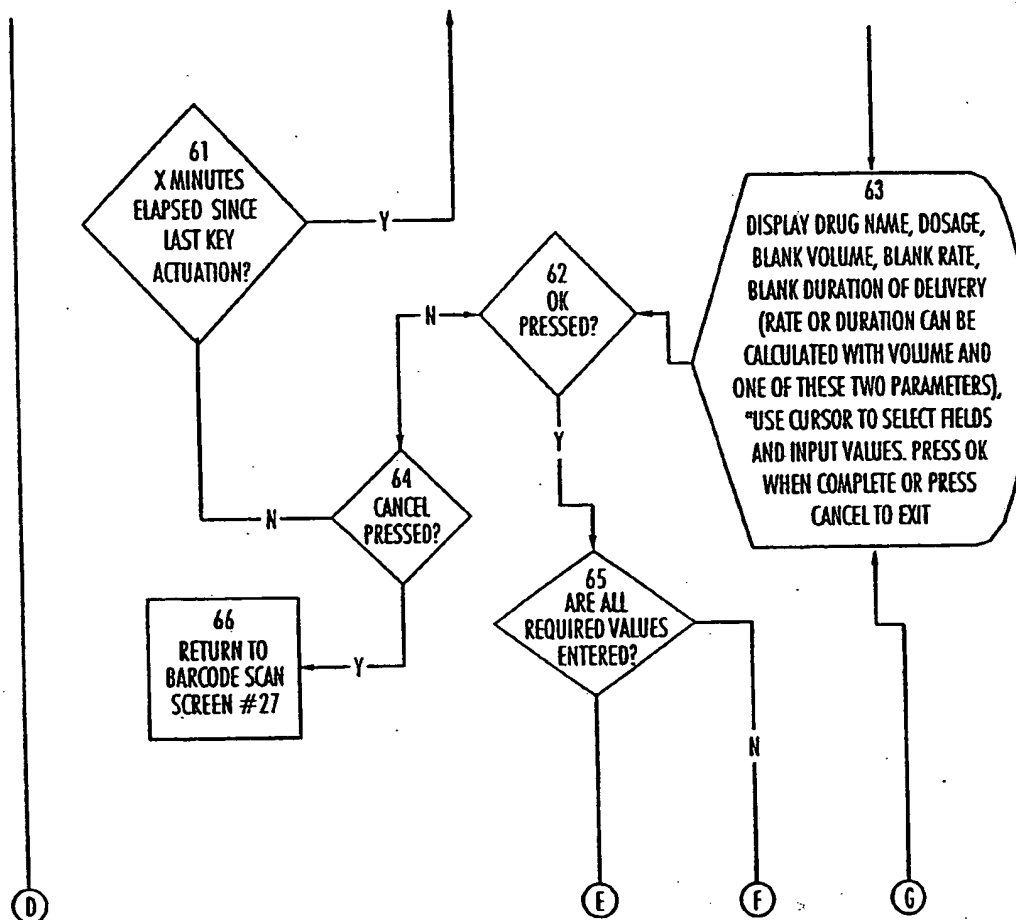 61
X MINUTES
ELAPSED SINCE
LAST KEY
ACTUATION?
Y
63
DISPLAY DRUG NAME, DOSAGE,
BLANK VOLUME, BLANK RATE,
BLANK DURATION OF DELIVERY
(RATE OR DURATION CAN BE
CALCULATED WITH VOLUME AND
ONE OF THESE TWO PARAMETERS),
"USE CURSOR TO SELECT FIELDS
AND INPUT VALUES. PRESS OK
WHEN COMPLETE OR PRESS
CANCEL TO EXIT
62
OK
PRESSED?
N
Y
64
CANCEL
PRESSED?
N
Y
65
ARE ALL
REQUIRED VALUES
ENTERED?
N
66
RETURN TO
BARCODE SCAN
SCREEN #27
D
E
F
G